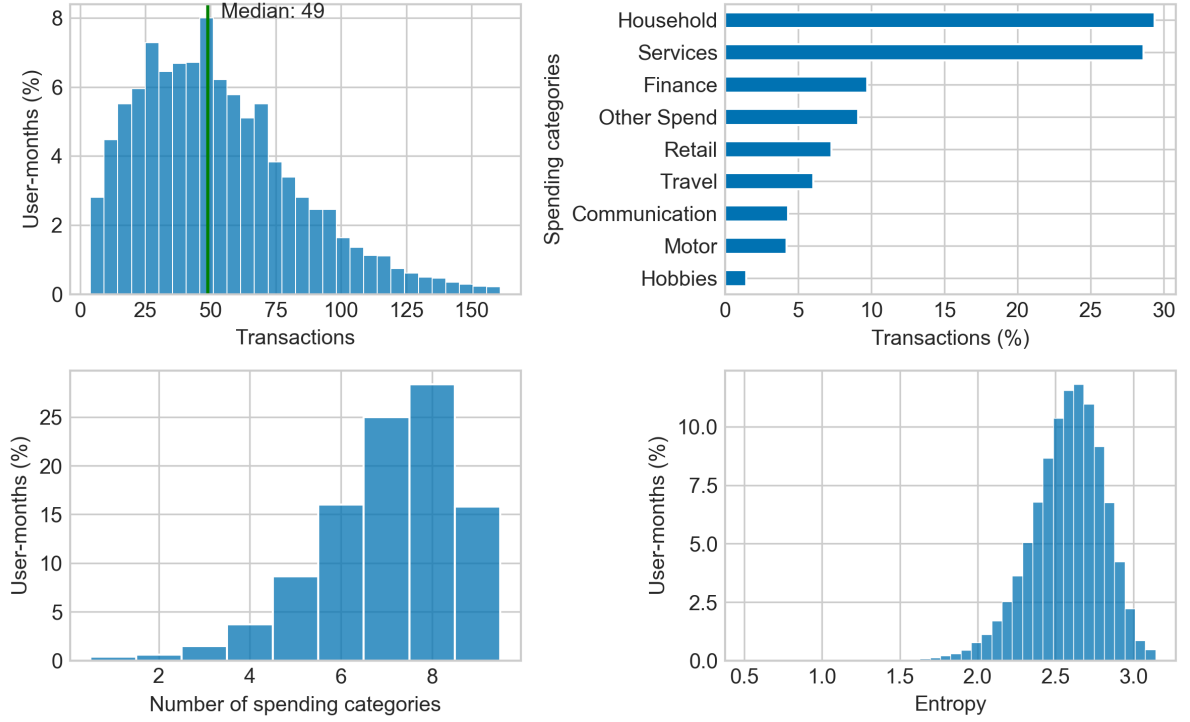 Median: 49
8
6
4
2
0
User-months (%)
0 25 50 75 100 125 150
Transactions
Spending categories
Household
Services
Finance
Other Spend
Retail
Travel
Communication
Motor
Hobbies
0 5 10 15 20 25 30
Transactions (%)
25
20
15
10
5
0
User-months (%)
2 4 6 8
Number of spending categories
10.0
7.5
5.0
2.5
0.0
User-months (%)
0.5 1.0 1.5 2.0 2.5 3.0
Entropy